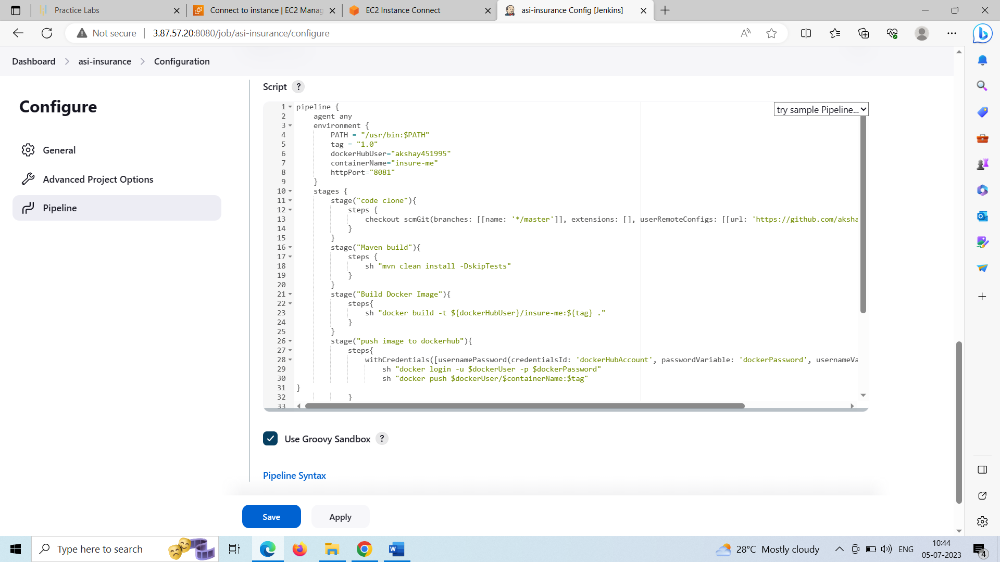 Practice Labs
Connect to instance | EC2 Manag
EC2 Instance Connect
asi-insurance Config [Jenkins]
Not secure
3.87.57.20:8080/job/asi-insurance/configure
Dashboard
asi-insurance
Configuration
Configure
General
Advanced Project Options
Pipeline
Script ?
try sample Pipeline...
1 pipeline {
2 agent any
3 environment {
4 PATH = "/usr/bin:$PATH"
5 tag = "1.0"
6 dockerHubUser="akshay451995"
7 containerName="insure-me"
8 httpPort="8081"
9 }
10 stages {
11 stage("code clone"){
12 steps {
13 checkout scmGit(branches: [[name: '*/master']], extensions: [], userRemoteConfigs: [[url: 'https://github.com/aksha
14 }
15 }
16 stage("Maven build"){
17 steps {
18 sh "mvn clean install -DskipTests"
19 }
20 }
21 stage("Build Docker Image"){
22 steps{
23 sh "docker build -t ${dockerHubUser}/insure-me:${tag} ."
24 }
25 }
26 stage("push image to dockerhub"){
27 steps{
28 withCredentials([usernamePassword(credentialsId: 'dockerHubAccount', passwordVariable: 'dockerPassword', usernameVa
29 sh "docker login -u $dockerUser -p $dockerPassword"
30 sh "docker push $dockerUser/$containerName:$tag"
31 }
32 }
33
Use Groovy Sandbox ?
Pipeline Syntax
Save
Apply
Type here to search
28°C Mostly cloudy
ENG
10:44
05-07-2023
4